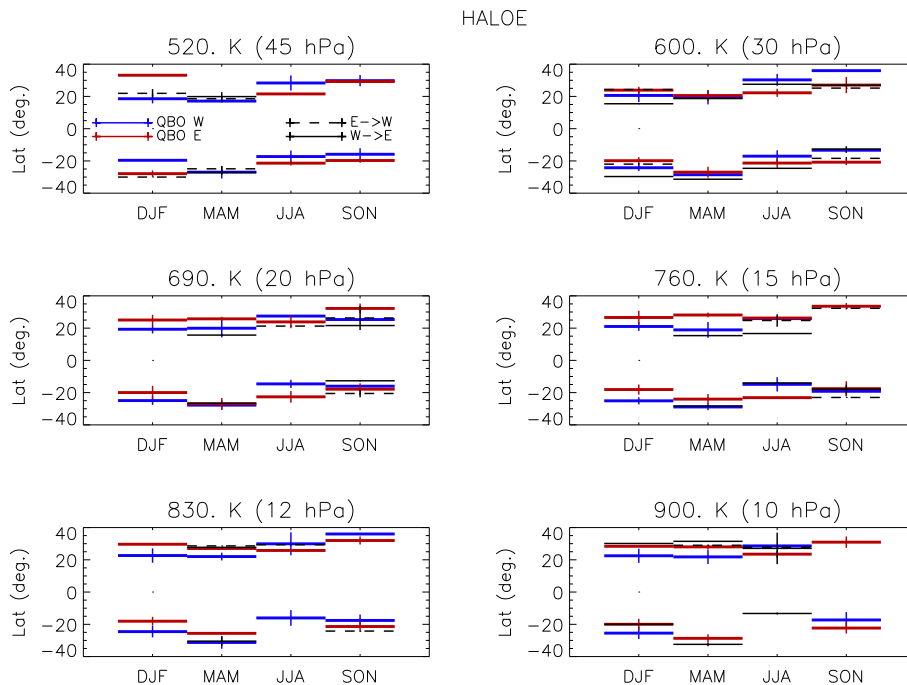 HALOE
520. K (45 hPa)
Lat (deg.)
40
20
0
−20
−40
QBO W
QBO E
E−>W
W−>E
DJF MAM JJA SON
600. K (30 hPa)
Lat (deg.)
40
20
0
−20
−40
DJF MAM JJA SON
690. K (20 hPa)
Lat (deg.)
40
20
0
−20
−40
DJF MAM JJA SON
760. K (15 hPa)
Lat (deg.)
40
20
0
−20
−40
DJF MAM JJA SON
830. K (12 hPa)
Lat (deg.)
40
20
0
−20
−40
DJF MAM JJA SON
900. K (10 hPa)
Lat (deg.)
40
20
0
−20
−40
DJF MAM JJA SON